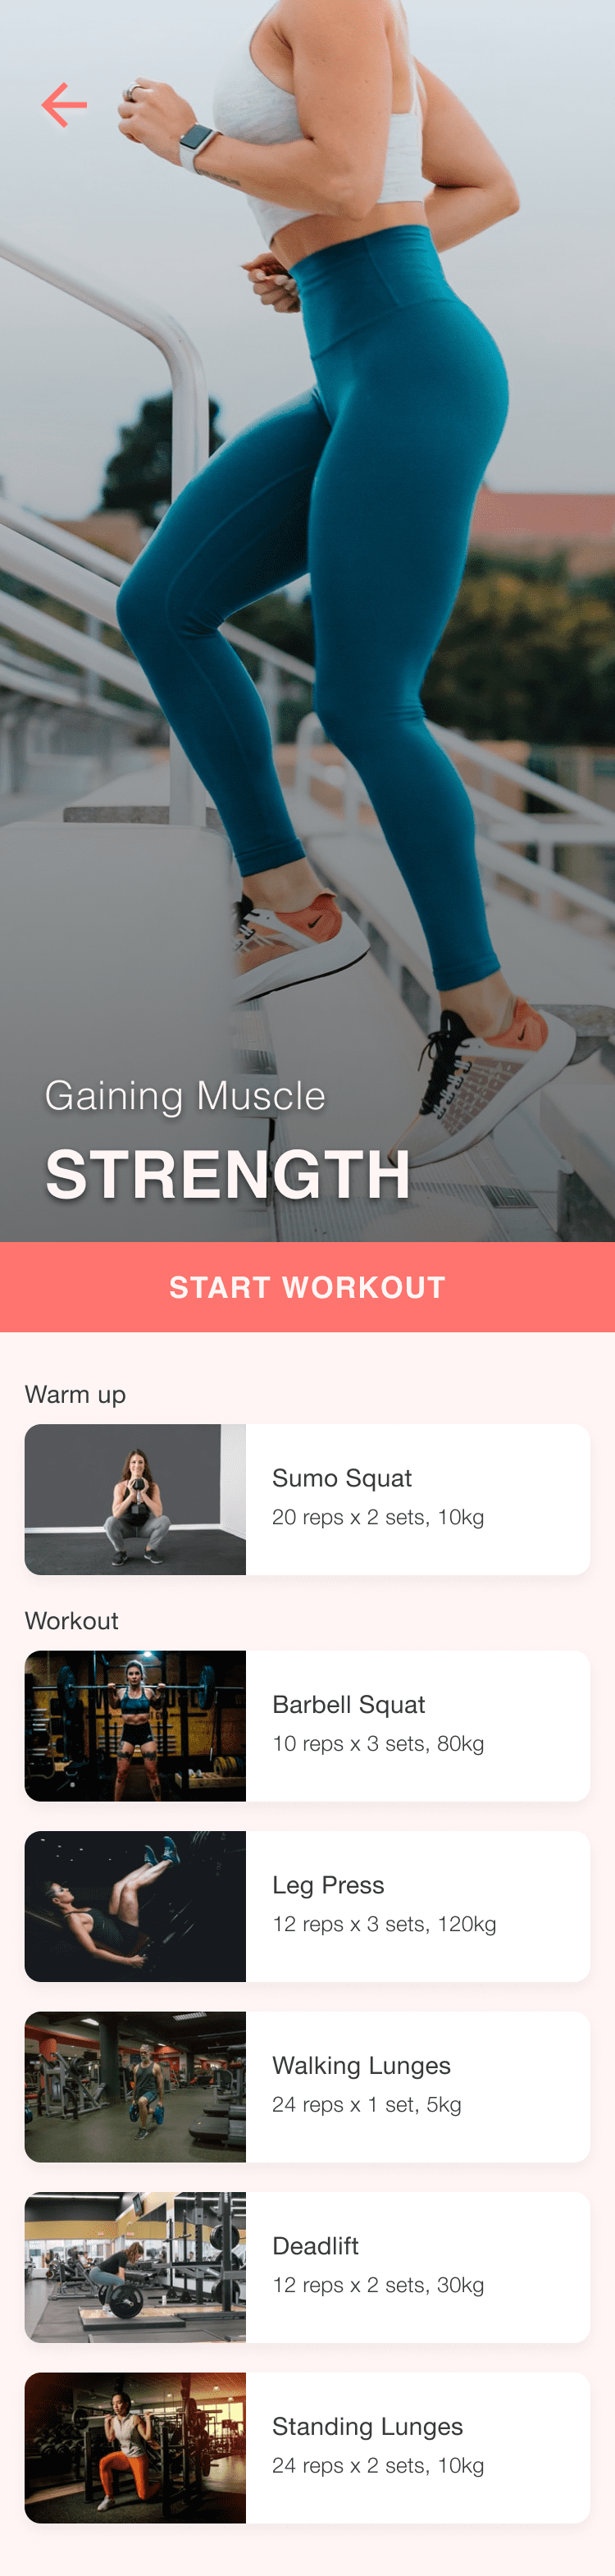 Gaining Muscle
STRENGTH
START WORKOUT
Warm up
Sumo Squat
20 reps x 2 sets, 10kg
Workout
Barbell Squat
10 reps x 3 sets, 80kg
Leg Press
12 reps x 3 sets, 120kg
Walking Lunges
24 reps x 1 set, 5kg
Deadlift
12 reps x 2 sets, 30kg
Standing Lunges
24 reps x 2 sets, 10kg